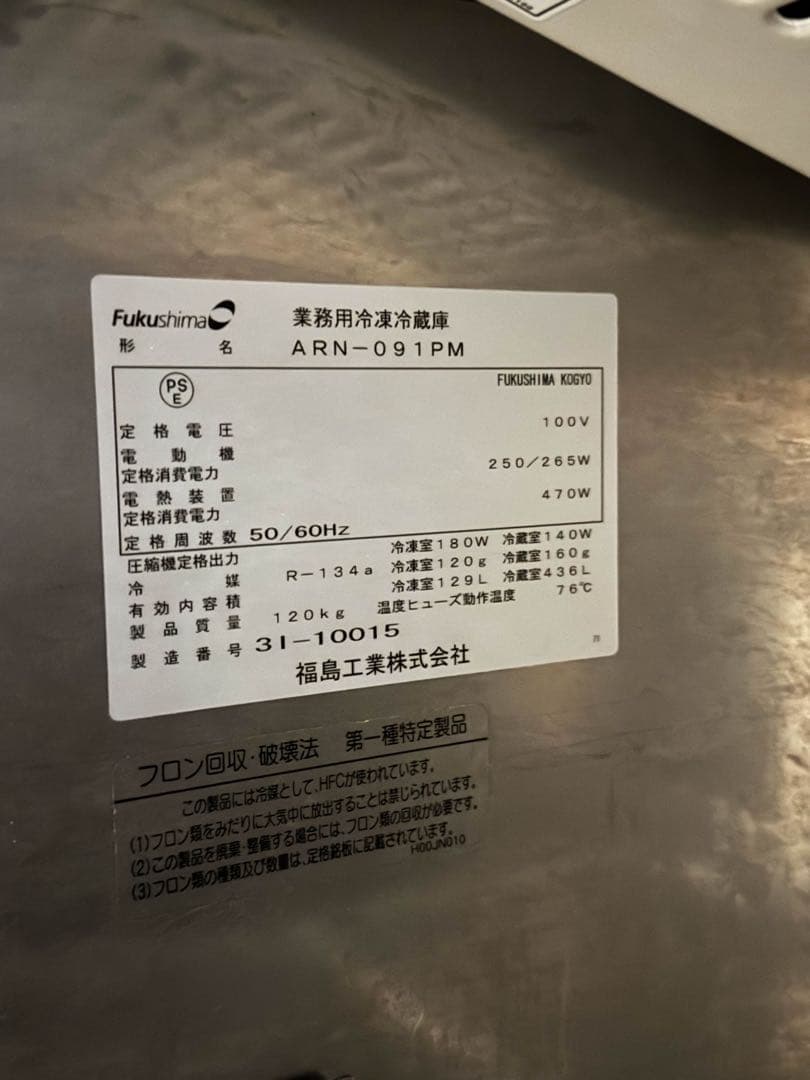 Fukushima 業務用冷凍冷蔵庫
形名 ARN-091PM
PSE FUKUSHIMA KOGYO
定格電圧 100V
電動機
定格消費電力 250/265W
電熱装置
定格消費電力 470W
定格周波数 50/60Hz
圧縮機定格出力 冷凍室180W 冷蔵室140W
冷媒 R-134a 冷凍室120g 冷蔵室160g
有効内容積 冷凍室129L 冷蔵室436L
製品質量 120kg 温度ヒューズ動作温度 76℃
製造番号 31-10015
福島工業株式会社
フロン回収・破壊法 第一種特定製品
この製品には冷媒として、HFCが使われています。
(1)フロン類をみだりに大気中に放出することは禁じられています。
(2)この製品を廃棄・整備する場合には、フロン類の回収が必要です。
(3)フロン類の種類及び数量は、定格銘板に記載されています。
H00JN010